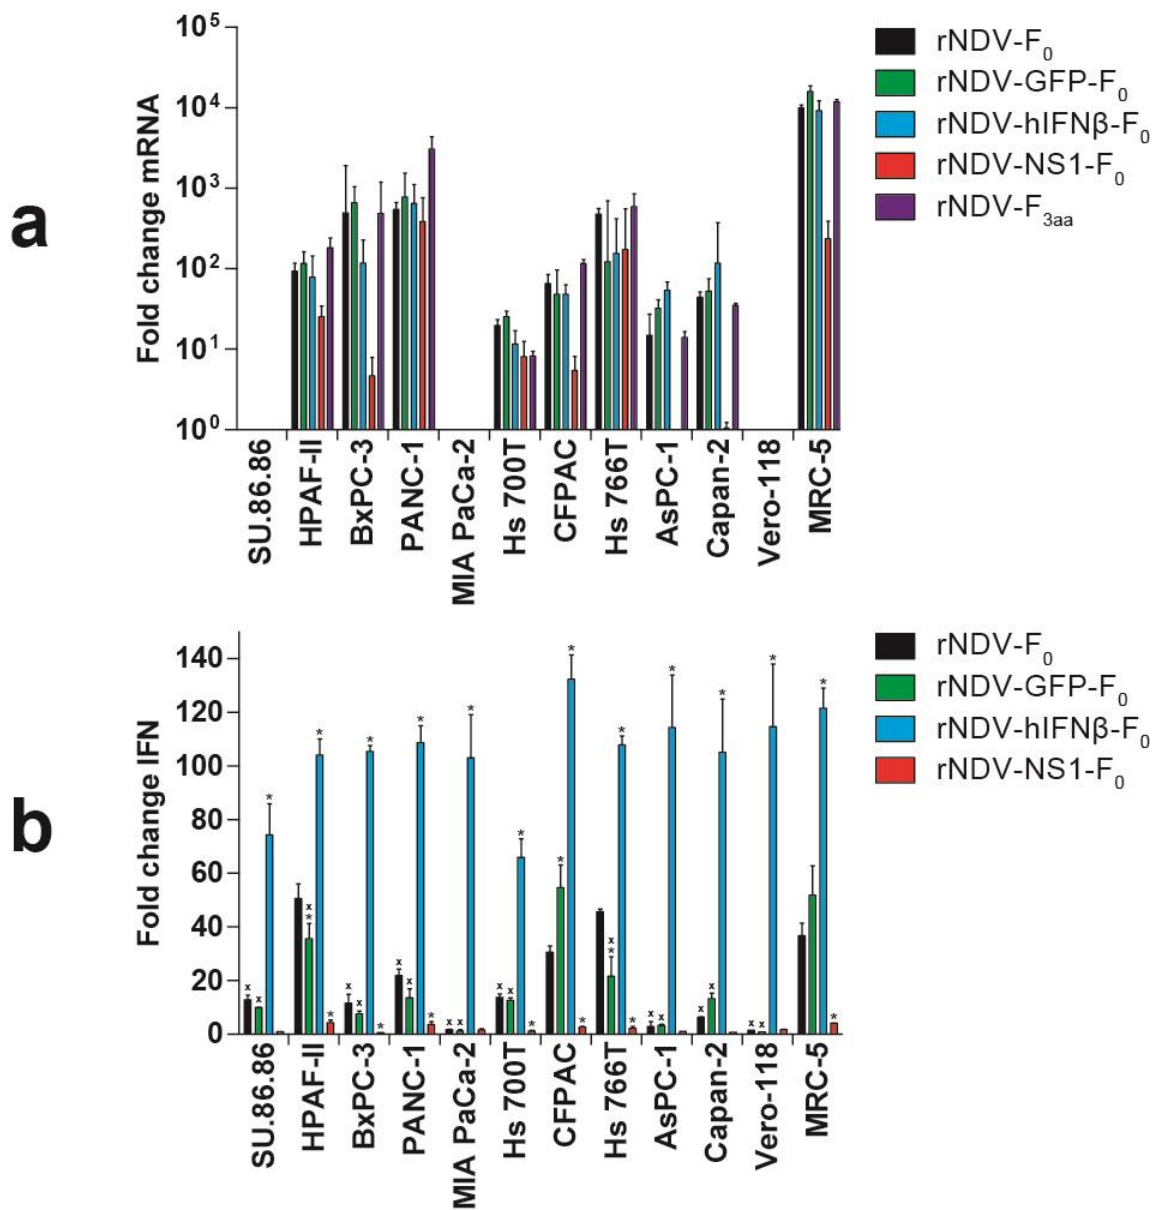 a
Fold change mRNA
10⁵
10⁴
10³
10²
10¹
10⁰
SU.86.86
HPAF-II
BxPC-3
PANC-1
MIA PaCa-2
Hs 700T
CFPAC
Hs 766T
AsPC-1
Capan-2
Vero-118
MRC-5
rNDV-F₀
rNDV-GFP-F₀
rNDV-hIFNβ-F₀
rNDV-NS1-F₀
rNDV-F₃ₐₐ
b
Fold change IFN
140
120
100
80
60
40
20
0
x x *
x * * *
x x * *
x x * *
x x *
x x * *
* * *
x * * *
x x *
x x *
x x *
* *
SU.86.86
HPAF-II
BxPC-3
PANC-1
MIA PaCa-2
Hs 700T
CFPAC
Hs 766T
AsPC-1
Capan-2
Vero-118
MRC-5
rNDV-F₀
rNDV-GFP-F₀
rNDV-hIFNβ-F₀
rNDV-NS1-F₀